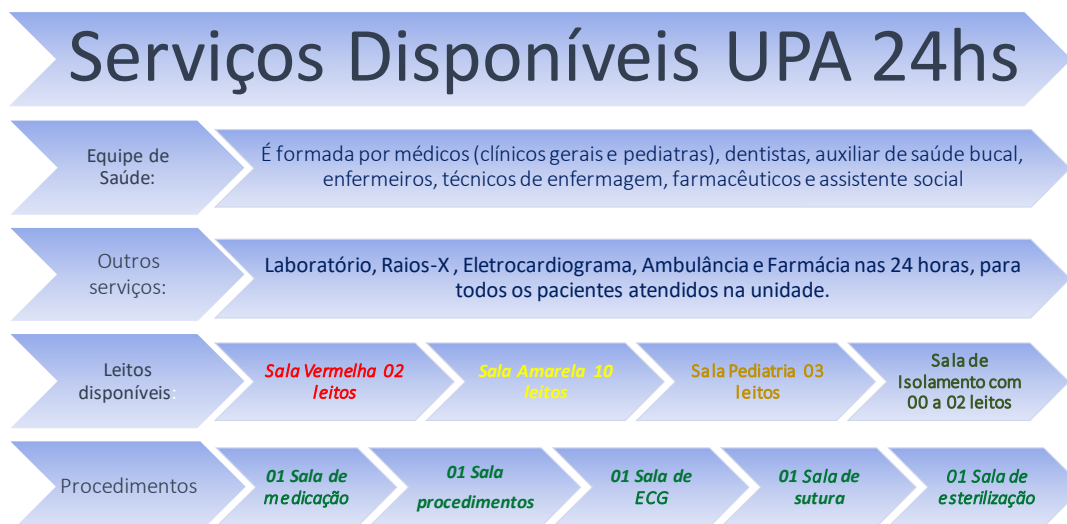 Serviços Disponíveis UPA 24hs
Equipe de
Saúde:
É formada por médicos (clínicos gerais e pediatras), dentistas, auxiliar de saúde bucal,
enfermeiros, técnicos de enfermagem, farmacêuticos e assistente social
Outros
serviços:
Laboratório, Raios-X , Eletrocardiograma, Ambulância e Farmácia nas 24 horas, para
todos os pacientes atendidos na unidade.
Leitos
disponíveis:
Sala Vermelha 02
leitos
Sala Amarela 10
leitos
Sala Pediatria 03
leitos
Sala de
Isolamento com
00 a 02 leitos
Procedimentos
01 Sala de
medicação
01 Sala
procedimentos
01 Sala de
ECG
01 Sala de
sutura
01 Sala de
esterilização